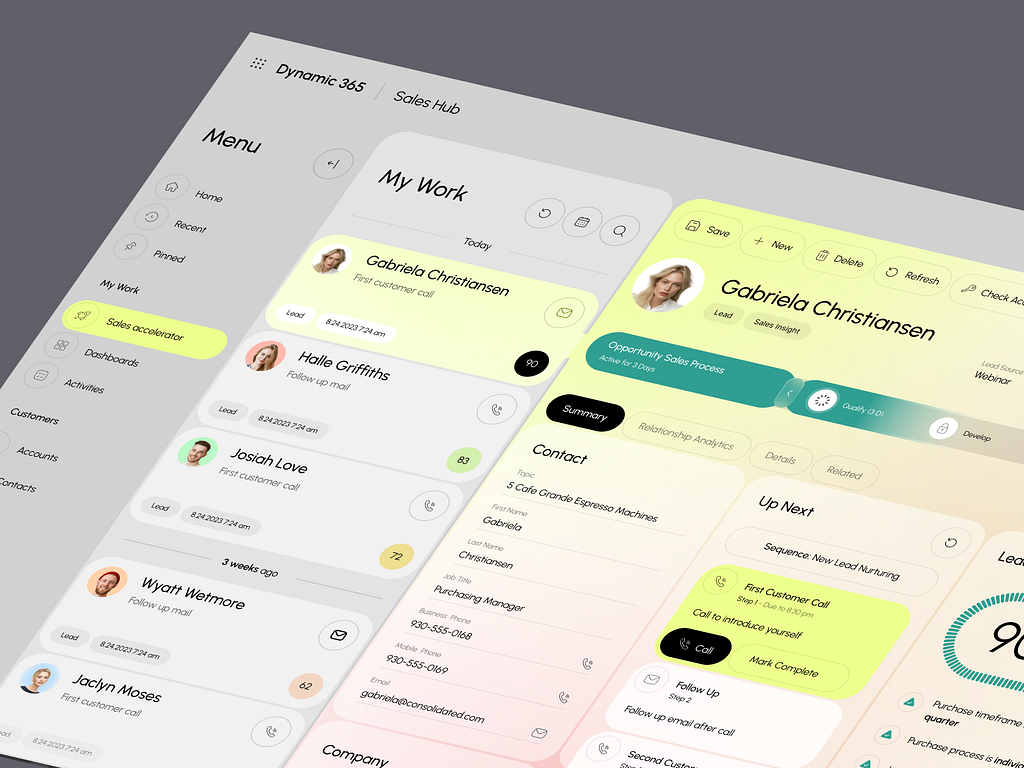 Dynamic 365
Sales Hub
Menu
Home
Recent
Pinned
My Work
Sales accelerator
Dashboards
Activities
Customers
Accounts
Contacts
My Work
Today
Gabriela Christiansen
First customer call
Lead
8.24.2023 7:24 am
90
Halle Griffiths
Follow up mail
Lead
8.24.2023 7:24 am
83
Josiah Love
First customer call
Lead
8.24.2023 7:24 am
72
3 weeks ago
Wyatt Wetmore
Follow up mail
Lead
8.24.2023 7:24 am
62
Jaclyn Moses
First customer call
Lead
8.24.2023 7:24 am
Save
New
Delete
Refresh
Check Acc
Gabriela Christiansen
Lead
Sales Insight
Lead Source
Webinar
Opportunity Sales Process
Active for 3 Days
Qualify (3 D)
Develop
Summary
Relationship Analytics
Details
Related
Contact
Topic
5 Cafe Grande Espresso Machines
First Name
Gabriela
Last Name
Christiansen
Job Title
Purchasing Manager
Business Phone
930-555-0168
Mobile Phone
930-555-0169
Email
gabriela@consolidated.com
Company
Up Next
Sequence: New Lead Nurturing
First Customer Call
Step 1 - Due to 8:30 pm
Call to introduce yourself
Call
Mark Complete
Follow Up
Step 2
Follow up email after call
Second Custom
Lead
90
Purchase timeframe
quarter
Purchase process is individ